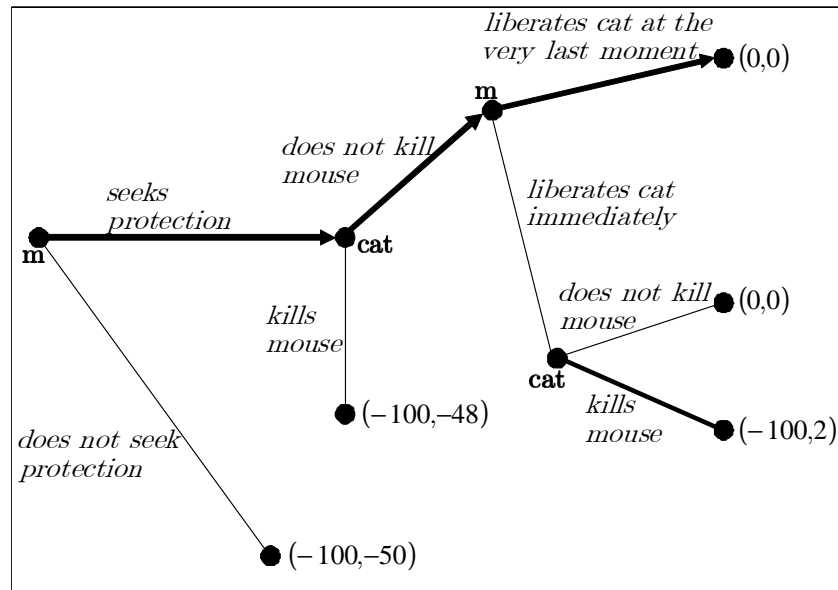 liberates cat at the
very last moment
(0,0)
m
does not kill
mouse
seeks
protection
liberates cat
immediately
m
cat
does not kill
mouse
(0,0)
kills
mouse
cat
kills
mouse
(−100,−48)
(−100,2)
does not seek
protection
(−100,−50)